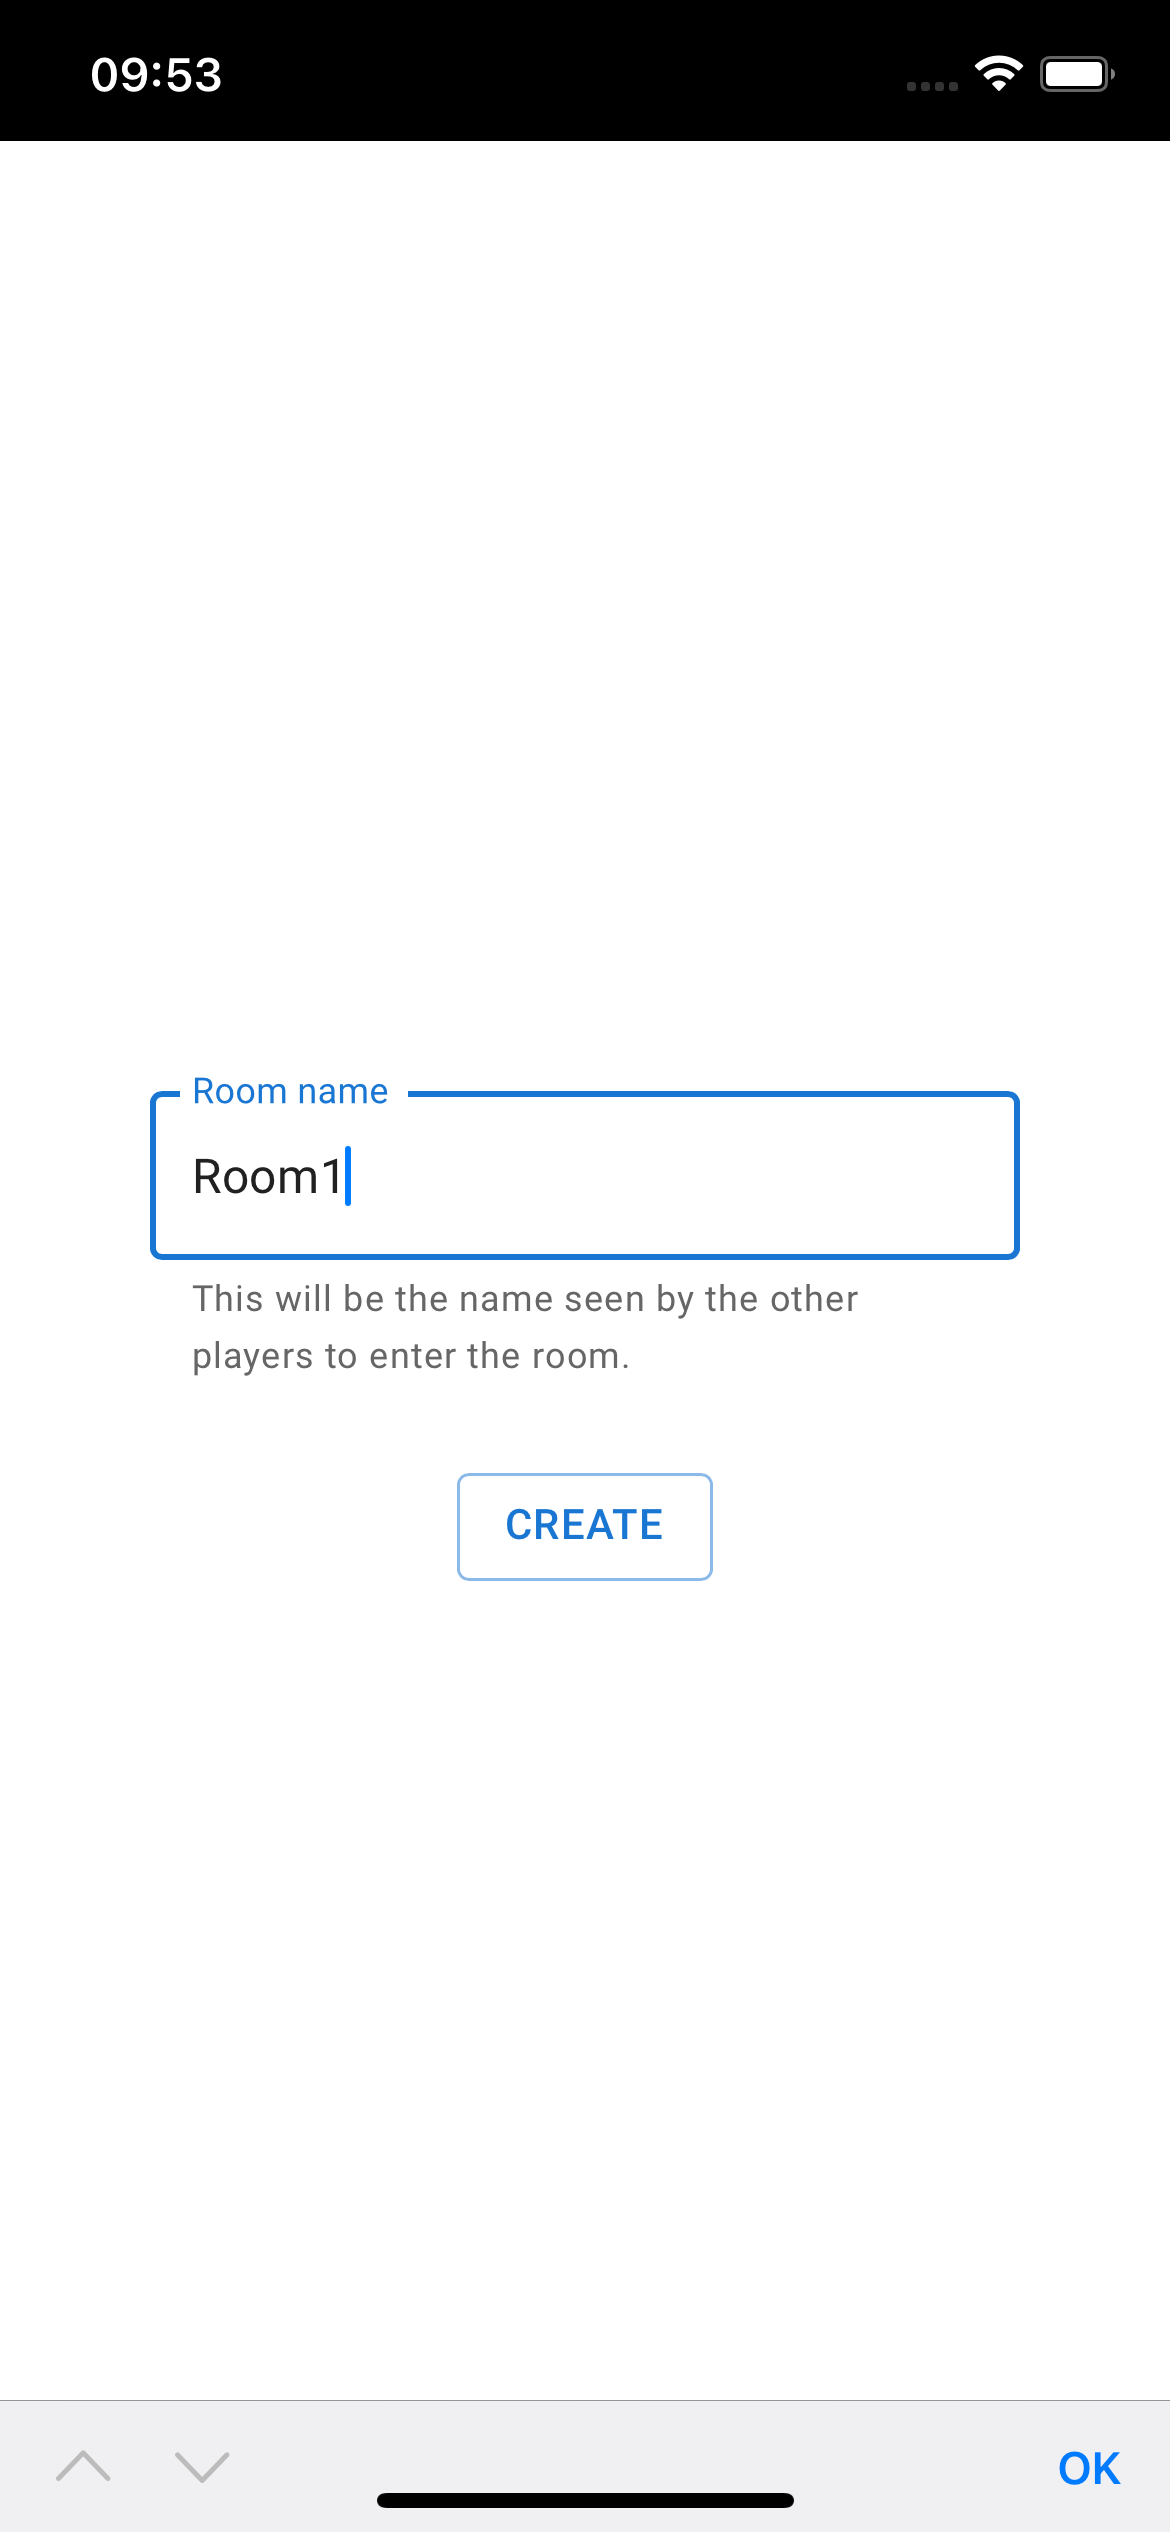 09:53
Room name
Room1
This will be the name seen by the other
players to enter the room.
CREATE
OK